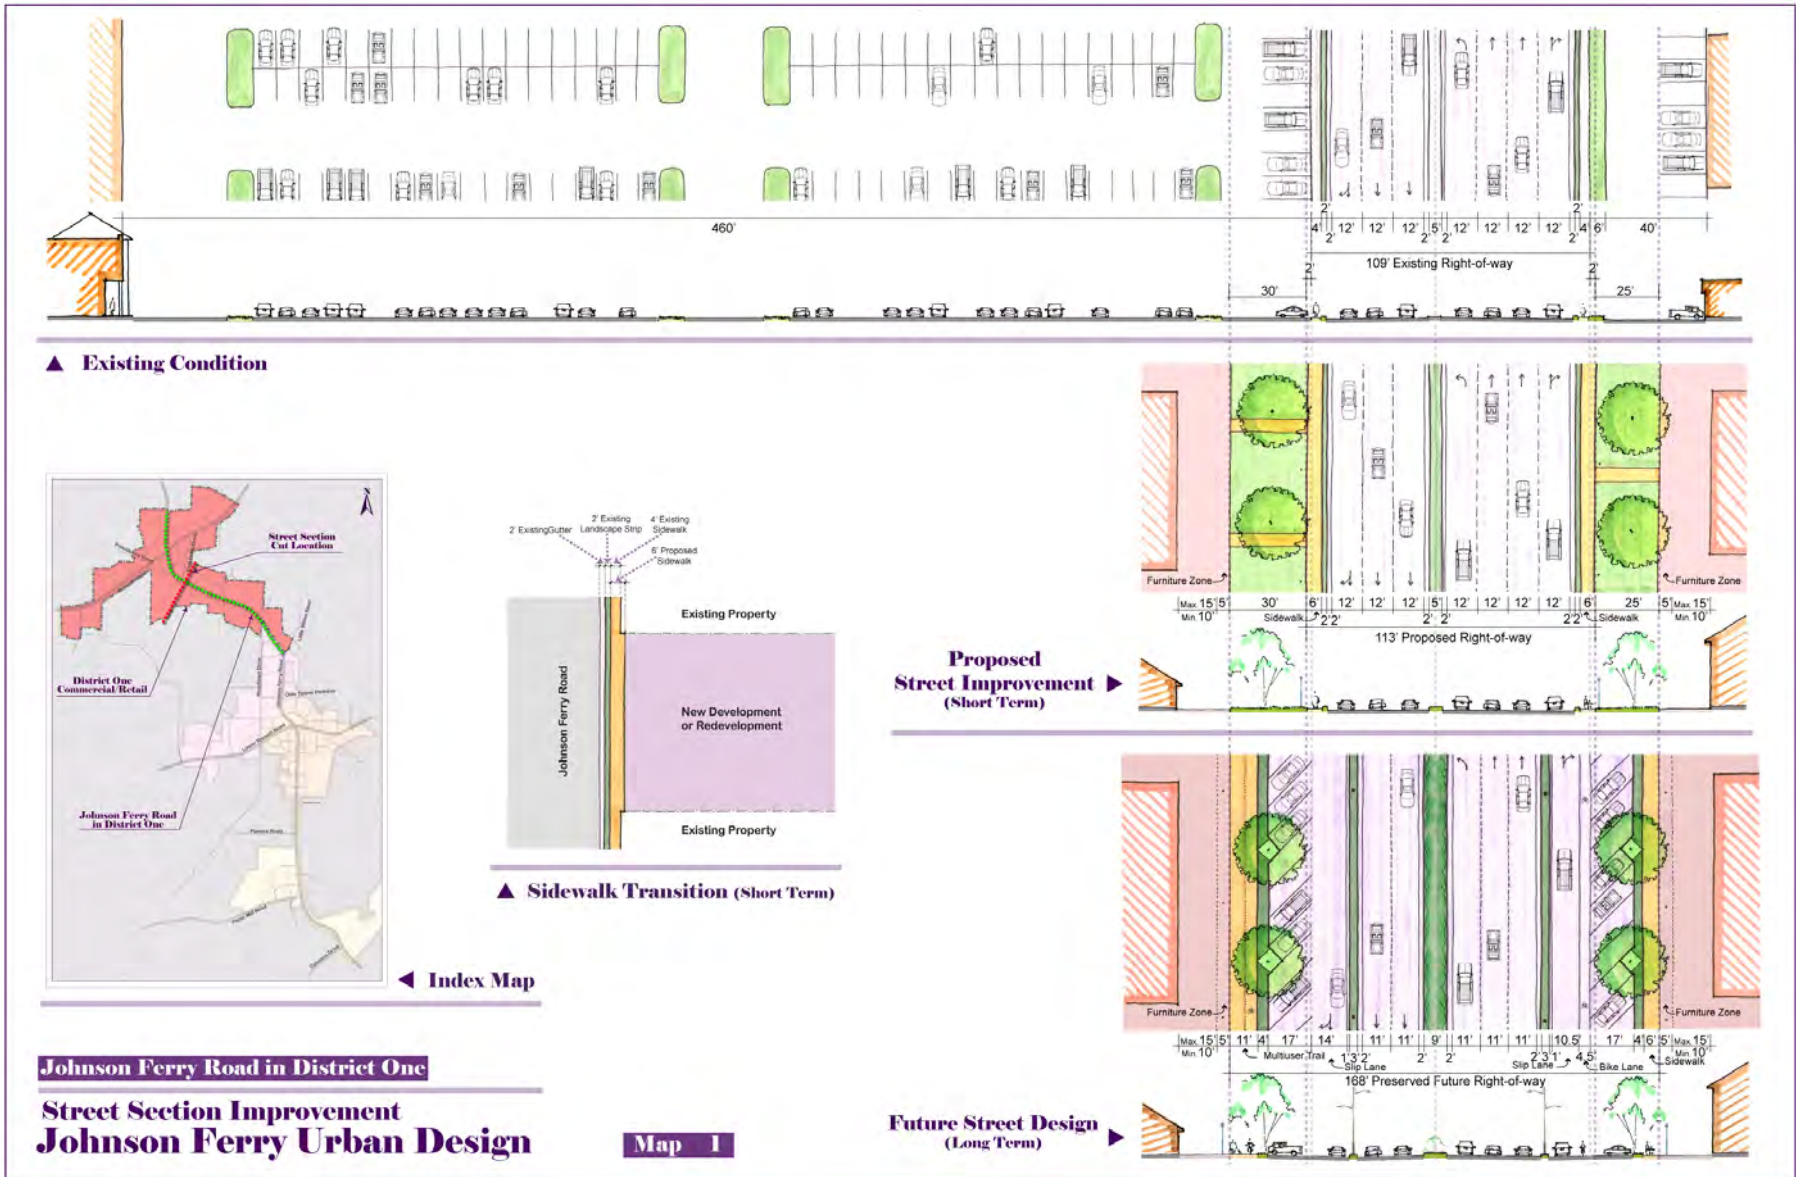 2'
2'
460'
4'
12'
12'
12'
5'
12'
12'
12'
12'
4'
6'
40'
2'
2'
2'
2'
109' Existing Right-of-way
2'
2'
30'
25'
Existing Condition
N
Street Section
Cut Location
District One
Commercial/Retail
Johnson Ferry Road
in District One
Index Map
2' ExistingGutter
2' Existing
Landscape Strip
4' Existing
Sidewalk
6' Proposed
Sidewalk
Johnson Ferry Road
Existing Property
New Development
or Redevelopment
Existing Property
Sidewalk Transition (Short Term)
Furniture Zone
Furniture Zone
Max. 15'
Min. 10'
5'
30'
6'
12'
12'
12'
5'
12'
12'
12'
12'
6'
25'
5'
Max. 15'
Min. 10'
Sidewalk
2'
2'
2'
2'
2'
2'
Sidewalk
113' Proposed Right-of-way
Proposed
Street Improvement
(Short Term)
Furniture Zone
Furniture Zone
Max. 15'
Min. 10'
5'
11'
4'
17'
14'
11'
11'
9'
11'
11'
11'
10.5'
17'
4'
6'
5'
Max. 15'
Min. 10'
Multiuser Trail
1'
3'
2'
Slip Lane
2'
2'
Slip Lane
2'
3'
1'
4.5'
Bike Lane
Sidewalk
168' Preserved Future Right-of-way
Future Street Design
(Long Term)
Johnson Ferry Road in District One
Street Section Improvement
Johnson Ferry Urban Design
Map 1